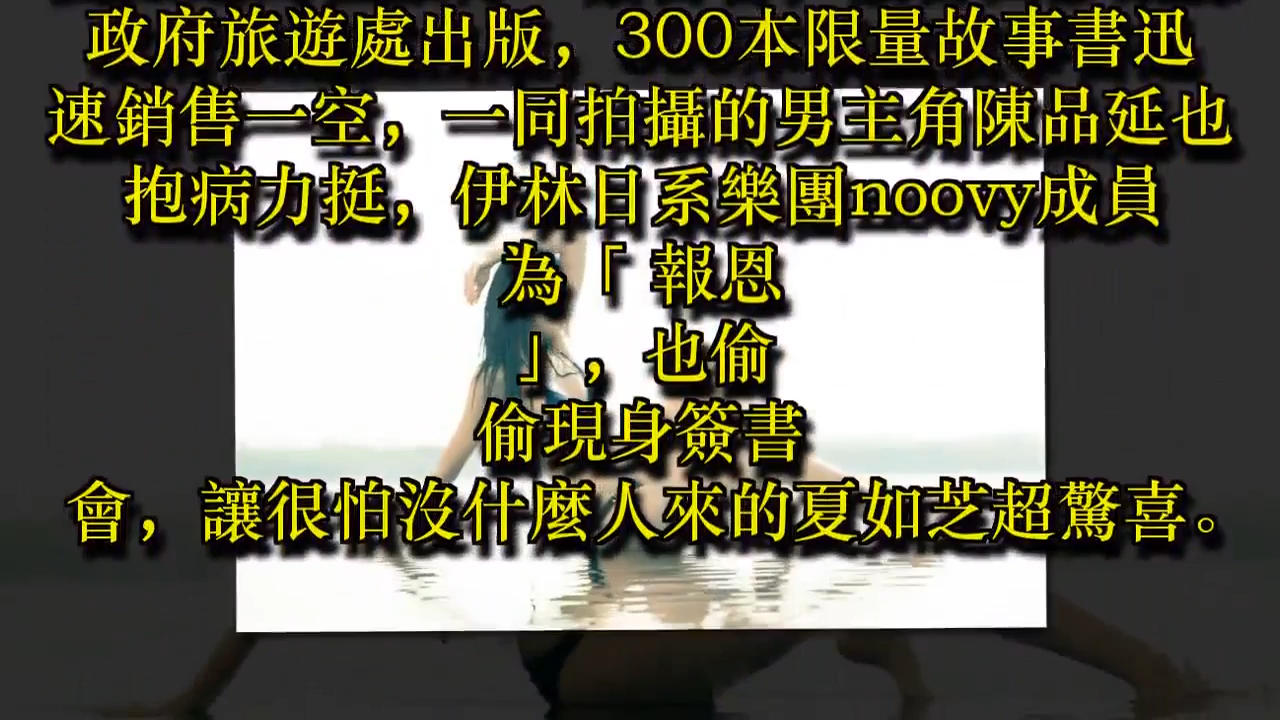 政府旅遊處出版，300本限量故事書迅
速銷售一空，一同拍攝的男主角陳品延也
抱病力挺，伊林日系樂團noovy成員
為「 報恩
」，也偷
偷現身簽書
會，讓很怕沒什麼人來的夏如芝超驚喜。